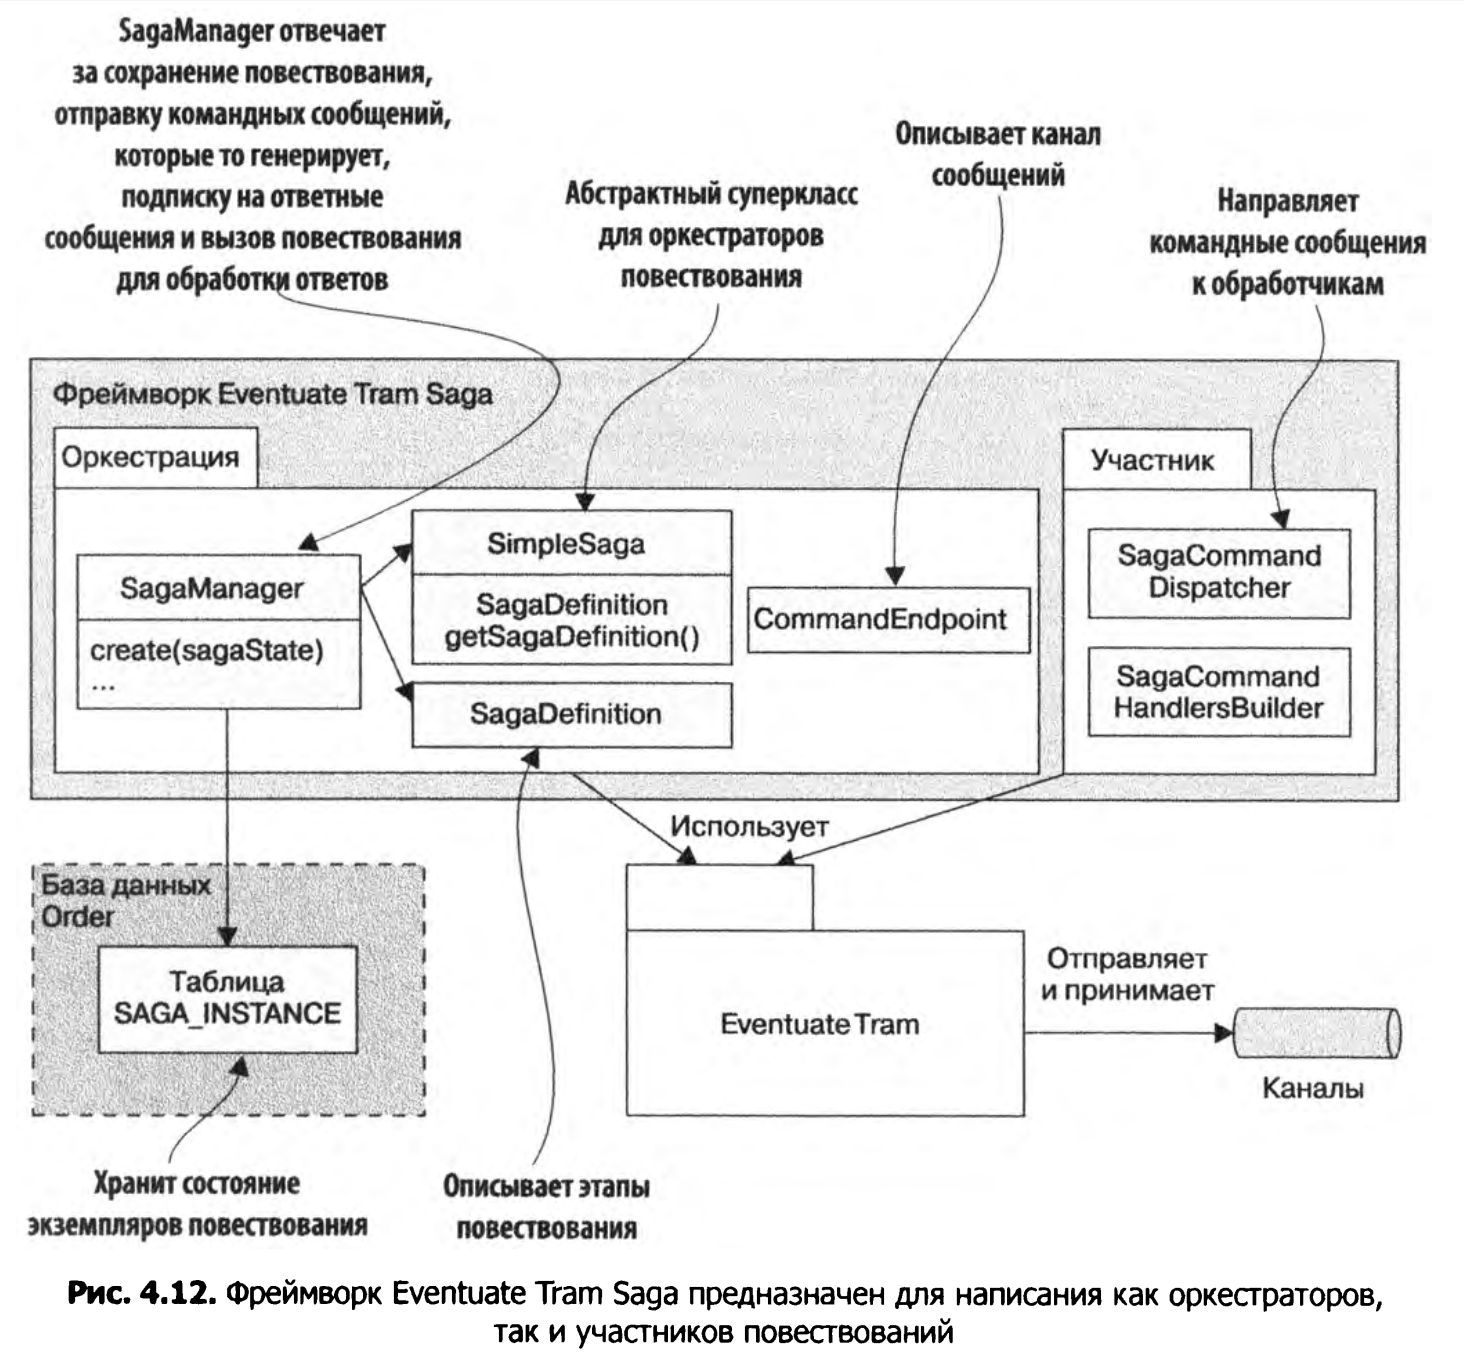 SagaManager отвечает
за сохранение повествования,
отправку командных сообщений,
которые то генерирует,
подписку на ответные
сообщения и вызов повествования
для обработки ответов
Абстрактный суперкласс
для оркестраторов
повествования
Описывает канал
сообщений
Направляет
командные сообщения
к обработчикам
Фреймворк Eventuate Tram Saga
Оркестрация
SagaManager
create(sagaState)
...
SimpleSaga
SagaDefinition
getSagaDefinition()
SagaDefinition
CommandEndpoint
Участник
SagaCommand
Dispatcher
SagaCommand
HandlersBuilder
Использует
База данных
Order
Таблица
SAGA_INSTANCE
Eventuate Tram
Отправляет
и принимает
Каналы
Хранит состояние
экземпляров повествования
Описывает этапы
повествования
Рис. 4.12. Фреймворк Eventuate Tram Saga предназначен для написания как оркестраторов,
так и участников повествований